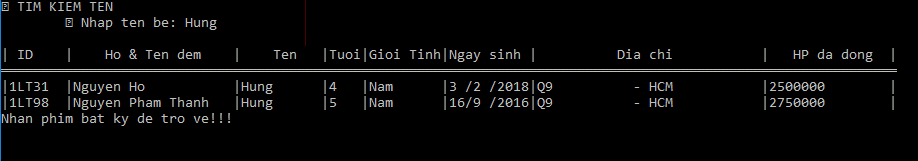 TIM KIEM TEN
Nhap ten be: Hung
| ID | Ho & Ten dem | Ten |Tuoi|Gioi Tinh|Ngay sinh | Dia chi | HP da dong |
|1LT31 |Nguyen Ho |Hung |4 |Nam |3 /2 /2018|Q9 - HCM |2500000 |
|1LT98 |Nguyen Pham Thanh |Hung |5 |Nam |16/9 /2016|Q9 - HCM |2750000 |
Nhan phim bat ky de tro ve!!!